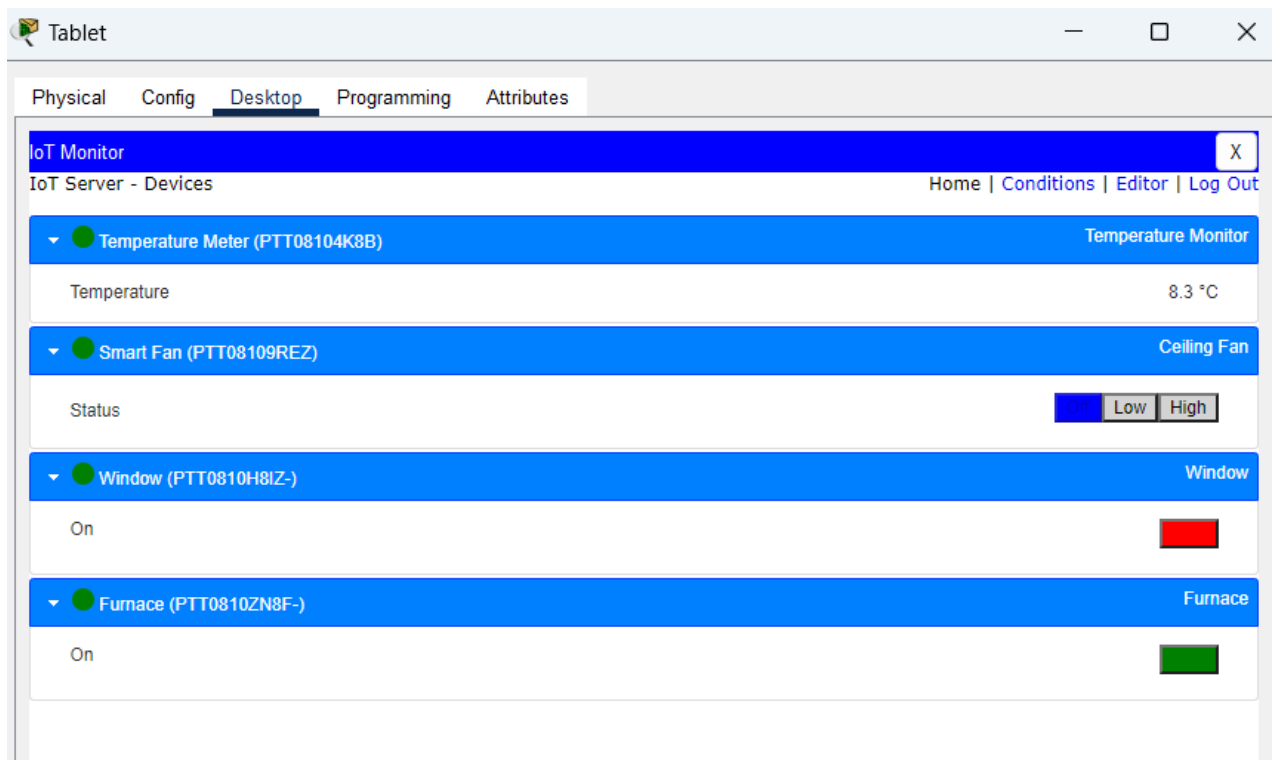 Tablet
Physical Config Desktop Programming Attributes
IoT Monitor X
IoT Server - Devices Home | Conditions | Editor | Log Out
Temperature Meter (PTT08104K8B) Temperature Monitor
Temperature 8.3 °C
Smart Fan (PTT08109REZ) Ceiling Fan
Status Off Low High
Window (PTT0810H8IZ-) Window
On
Furnace (PTT0810ZN8F-) Furnace
On